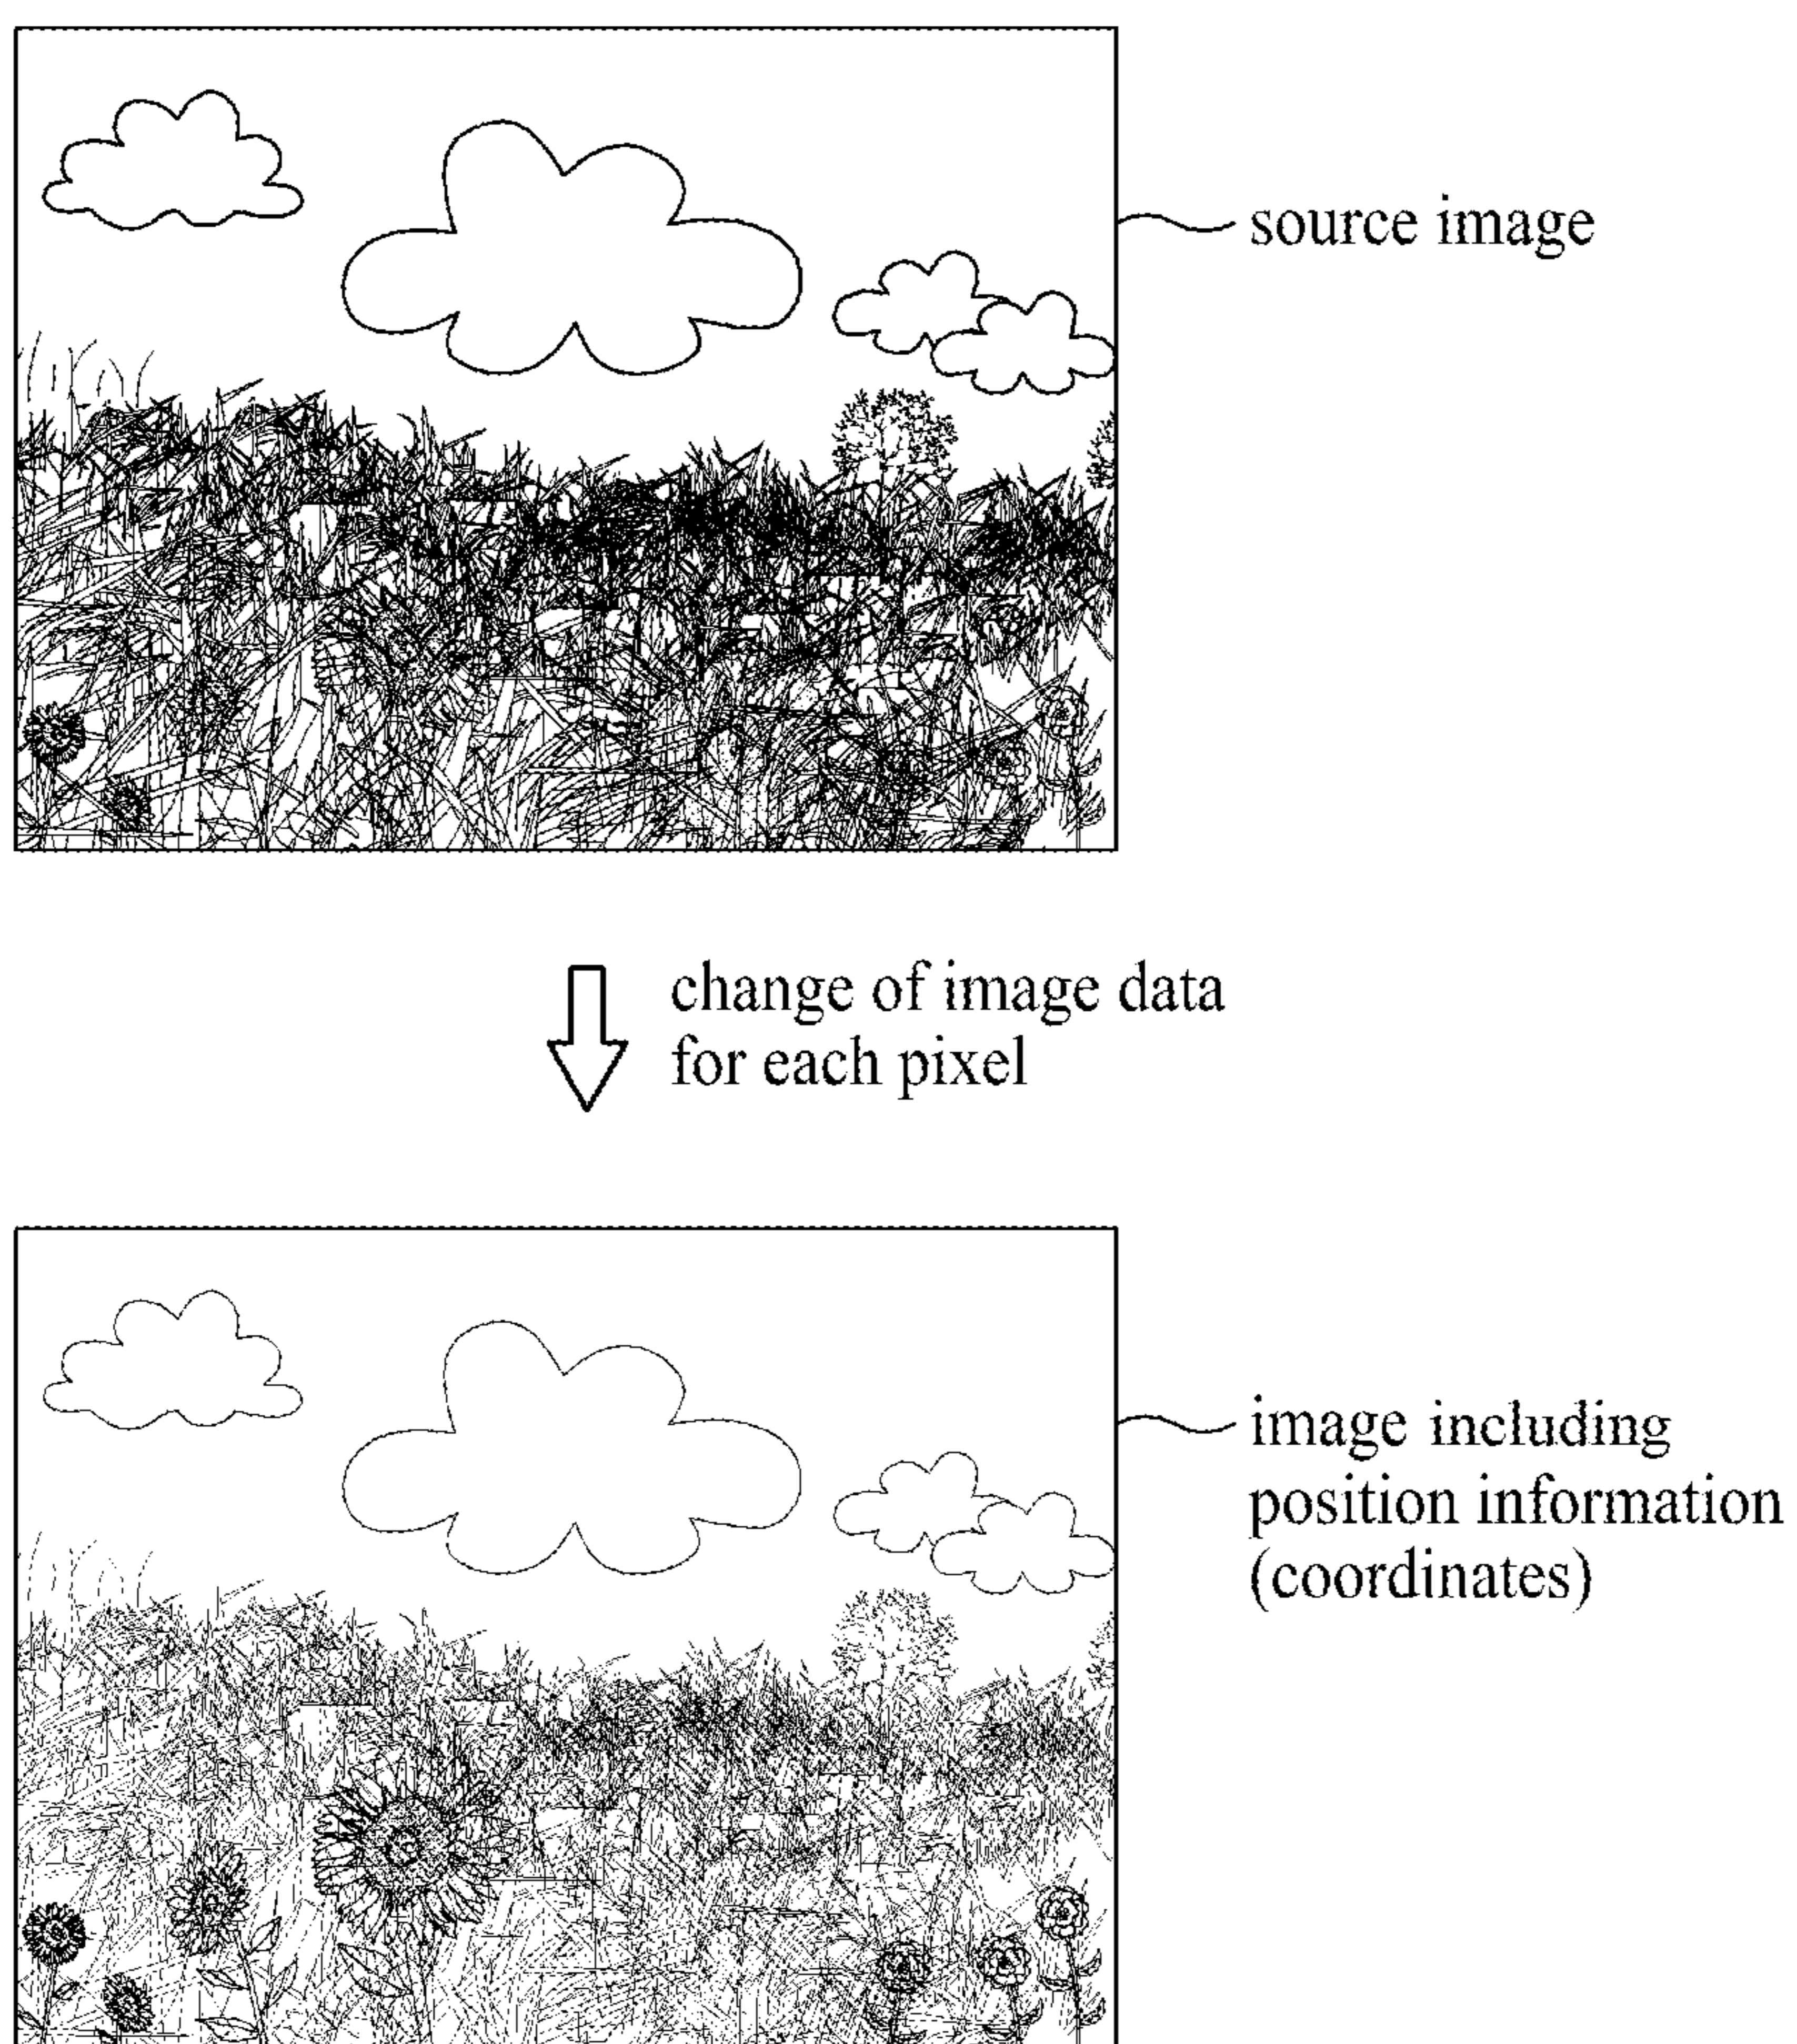 source image
change of image data
for each pixel
image including
position information
(coordinates)